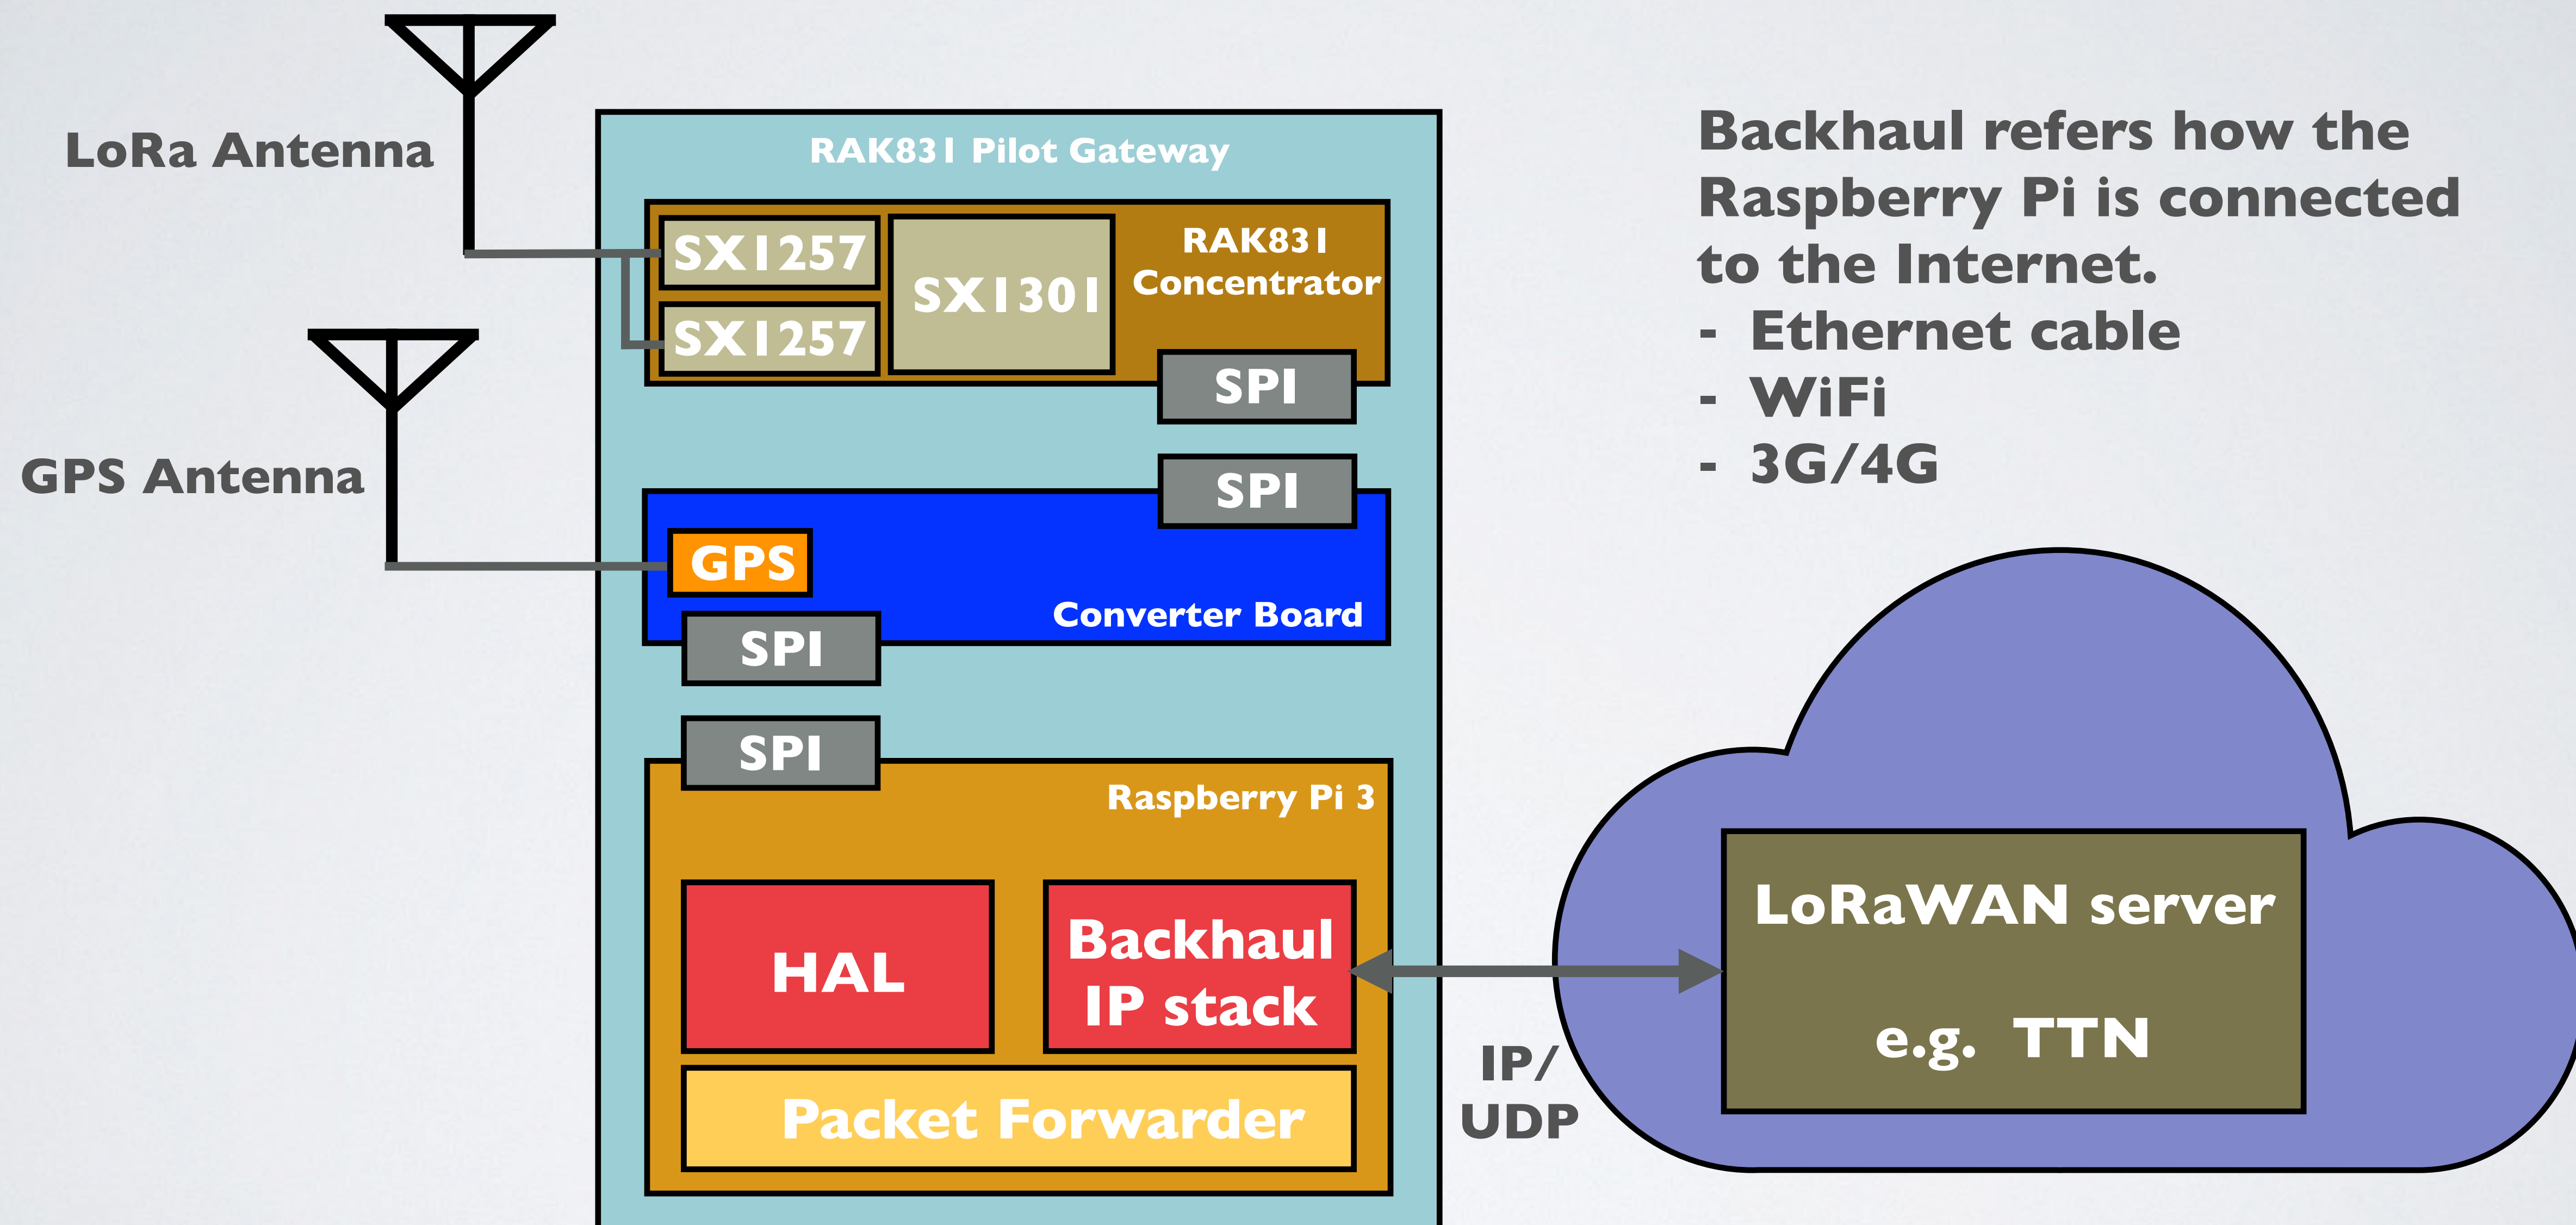 LoRa Antenna
GPS Antenna
RAK831 Pilot Gateway
SX1257
SX1257
SX1301
RAK831
Concentrator
SPI
SPI
GPS
Converter Board
SPI
SPI
Raspberry Pi 3
HAL
Backhaul
IP stack
Packet Forwarder
IP/
UDP
Backhaul refers how the
Raspberry Pi is connected
to the Internet.
- Ethernet cable
- WiFi
- 3G/4G
LoRaWAN server
e.g. TTN